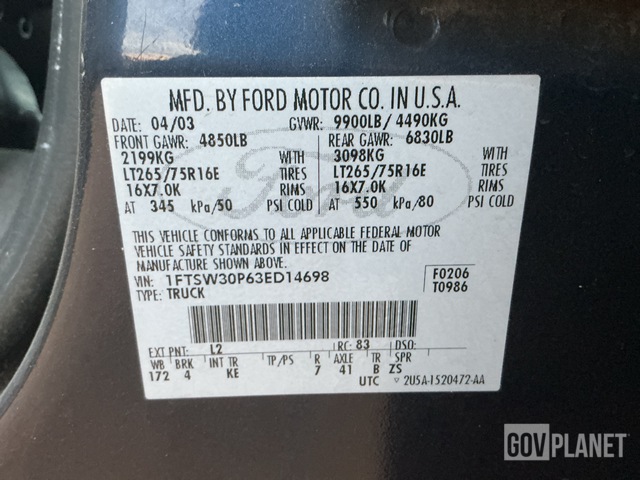 MFD. BY FORD MOTOR CO. IN U.S.A.
DATE: 04/03 GVWR: 9900LB/ 4490KG
FRONT GAWR: 4850LB REAR GAWR: 6830LB
2199KG WITH 3098KG WITH
LT265/75R16E TIRES LT265/75R16E TIRES
16X7.0K RIMS 16X7.0K RIMS
AT 345 kPa/50 PSI COLD AT 550 kPa/80 PSI COLD
Ford
THIS VEHICLE CONFORMS TO ALL APPLICABLE FEDERAL MOTOR
VEHICLE SAFETY STANDARDS IN EFFECT ON THE DATE OF
MANUFACTURE SHOWN ABOVE.
VIN: 1FTSW30P63ED14698 F0206
TYPE: TRUCK T0986
EXT PNT: L2 RC: 83 DSO:
WB BRK INT TR TP/PS R AXLE TR SPR
172 4 KE 7 41 B ZS
UTC 2U5A-1520472-AA
GOVPLANET